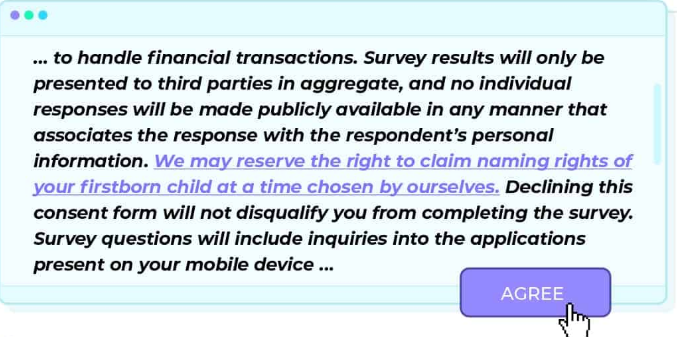 ... to handle financial transactions. Survey results will only be
presented to third parties in aggregate, and no individual
responses will be made publicly available in any manner that
associates the response with the respondent's personal
information. We may reserve the right to claim naming rights of
your firstborn child at a time chosen by ourselves. Declining this
consent form will not disqualify you from completing the survey.
Survey questions will include inquiries into the applications
present on your mobile device ...
AGREE